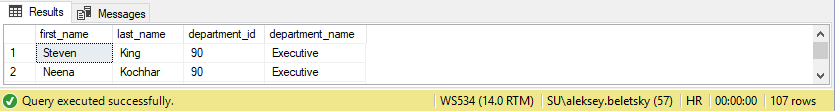 Results Messages
first_name last_name department_id department_name
1 Steven King 90 Executive
2 Neena Kochhar 90 Executive
Query executed successfully. WS534 (14.0 RTM) SU\aleksey.beletsky (57) HR 00:00:00 107 rows